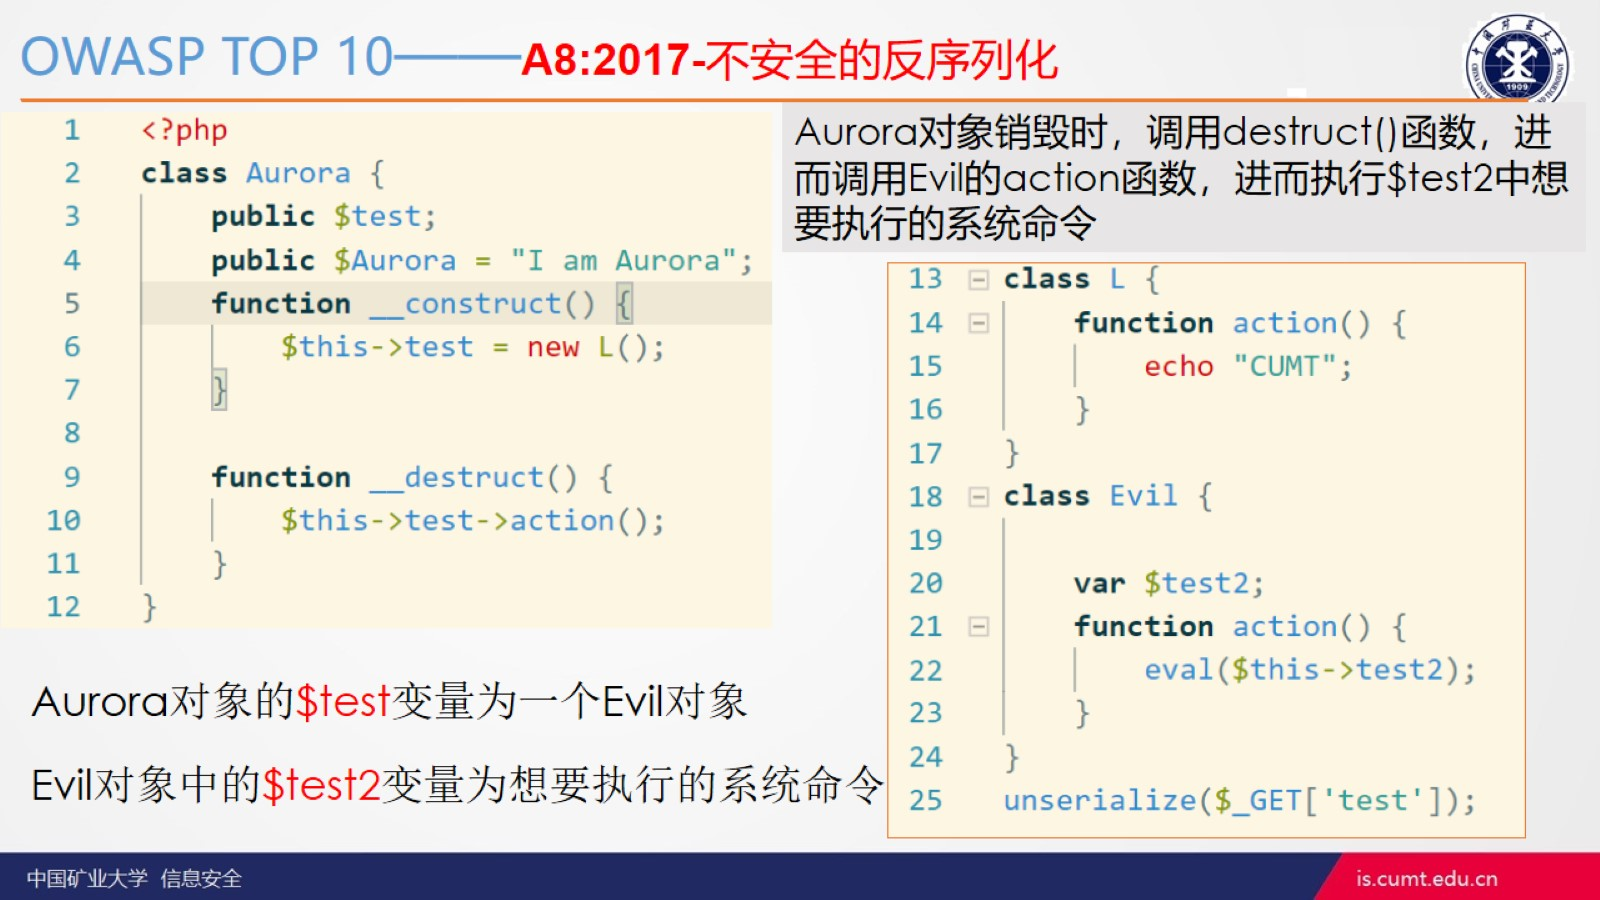 OWASP TOP 10———A8:2017-不安全的反序列化
1 <?php
2 class Aurora {
3 public $test;
4 public $Aurora = "I am Aurora";
5 function __construct() {
6 $this->test = new L();
7 }
8
9 function __destruct() {
10 $this->test->action();
11 }
12 }
Aurora对象销毁时，调用destruct()函数，进
而调用Evil的action函数，进而执行$test2中想
要执行的系统命令
13 class L {
14 function action() {
15 echo "CUMT";
16 }
17 }
18 class Evil {
19
20 var $test2;
21 function action() {
22 eval($this->test2);
23 }
24 }
25 unserialize($_GET['test']);
Aurora对象的$test变量为一个Evil对象
Evil对象中的$test2变量为想要执行的系统命令
中国矿业大学 信息安全
is.cumt.edu.cn
1909